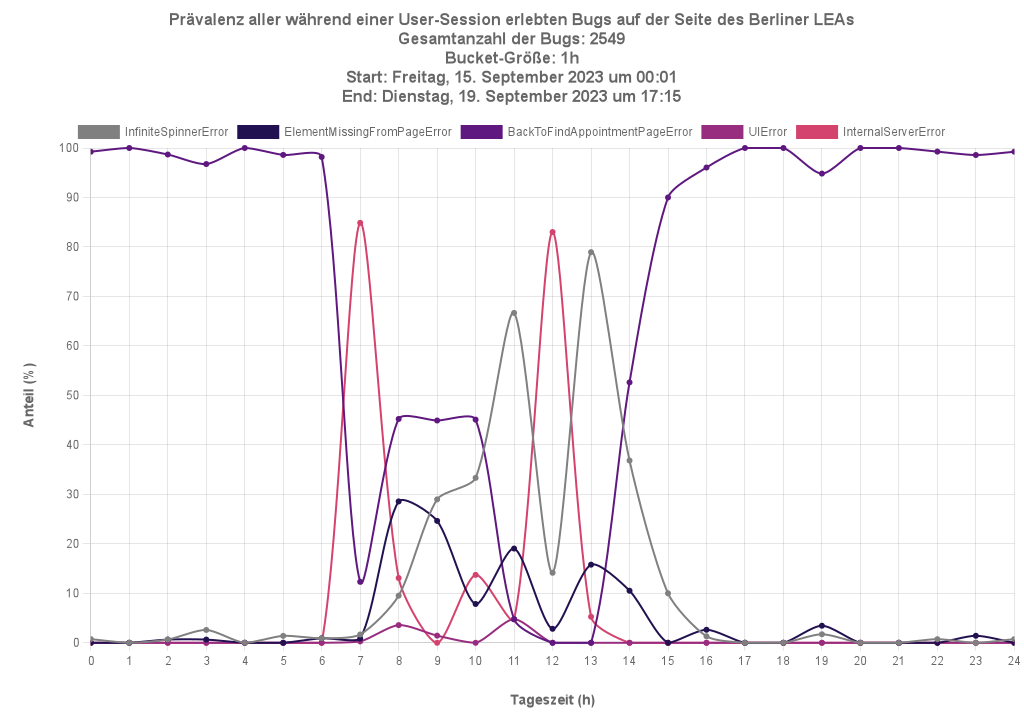 Prävalenz aller während einer User-Session erlebten Bugs auf der Seite des Berliner LEAs
Gesamtanzahl der Bugs: 2549
Bucket-Größe: 1h
Start: Freitag, 15. September 2023 um 00:01
End: Dienstag, 19. September 2023 um 17:15
InfiniteSpinnerError ElementMissingFromPageError BackToFindAppointmentPageError UIError InternalServerError
100
90
80
70
60
50
40
30
20
10
0
Anteil (%)
0 1 2 3 4 5 6 7 8 9 10 11 12 13 14 15 16 17 18 19 20 21 22 23 24
Tageszeit (h)